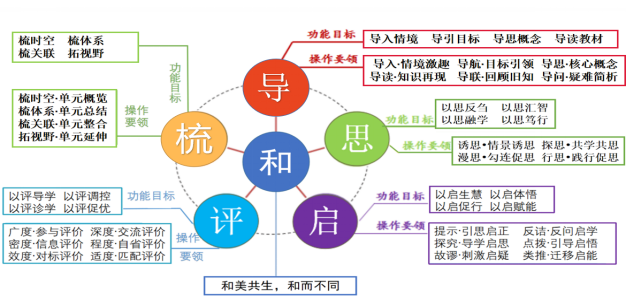 功能目标
导入情境 导引目标 导思概念 导读教材
操作要领
导入·情境激趣 导航·目标引领 导思·核心概念
导读·知识再现 导联·回顾旧知 导问·疑难简析
梳时空 梳体系
梳关联 拓视野
功能目标
梳时空·单元概览
梳体系·单元总结
梳关联·单元整合
拓视野·单元延伸
操作要领
导
梳
思
和
评
启
功能目标
以思反刍 以思汇智
以思融学 以思笃行
操作要领
诱思•情景诱思 探思•共学共思
漫思•勾连促思 行思•践行促思
以评导学 以评调控
以评诊学 以评促优
功能目标
广度·参与评价 深度·交流评价
密度·信息评价 程度·自省评价
效度·对标评价 适度·匹配评价
操作要领
功能目标
以启生慧 以启体悟
以启促行 以启赋能
操作要领
提示·引思启正 反诘·反问启学
探究·导学启思 点拨·引导启悟
故谬·刺激启疑 类推·迁移启能
和美共生，和而不同